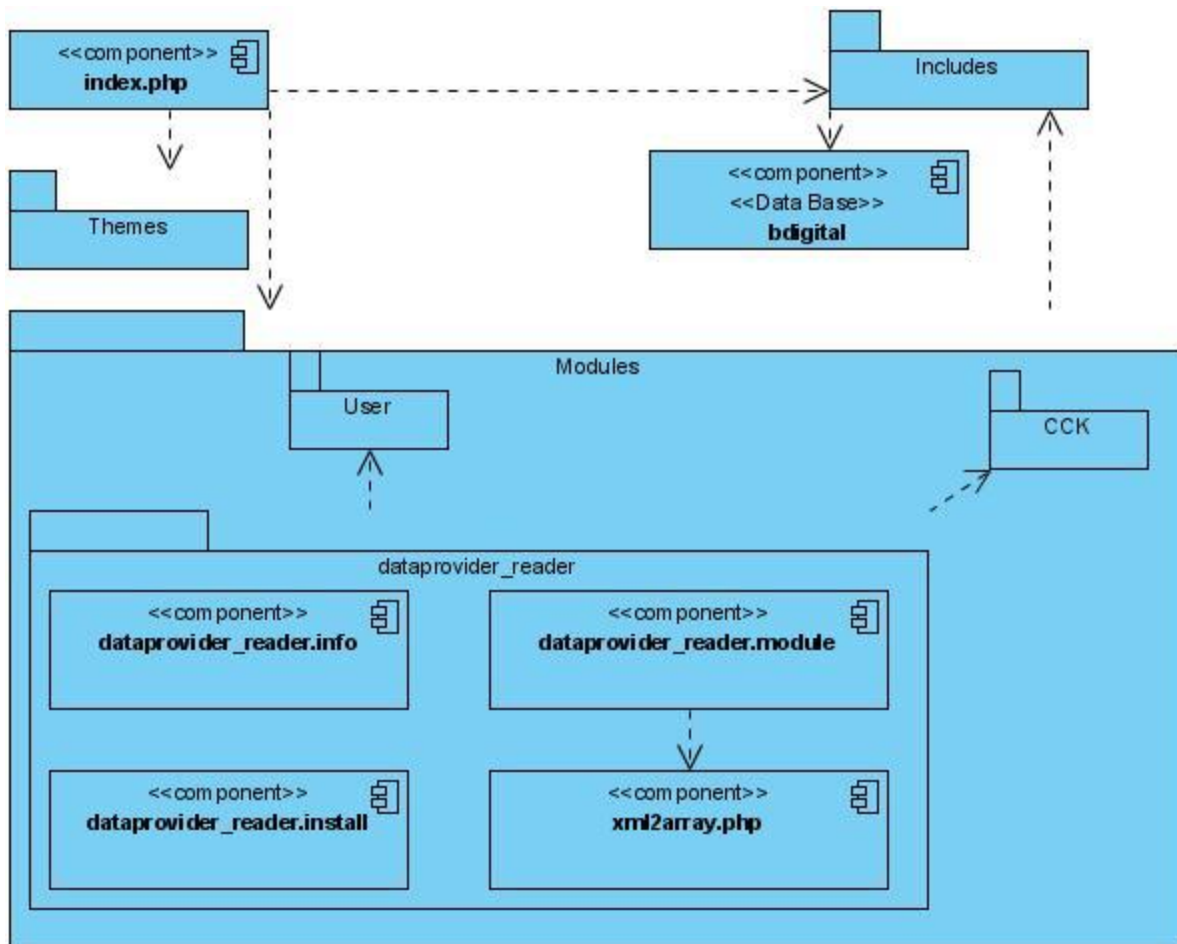 <<component>>
index.php
Includes
<<component>>
<<Data Base>>
bdigital
Themes
Modules
User
CCK
dataprovider_reader
<<component>>
dataprovider_reader.info
<<component>>
dataprovider_reader.module
<<component>>
dataprovider_reader.install
<<component>>
xml2array.php